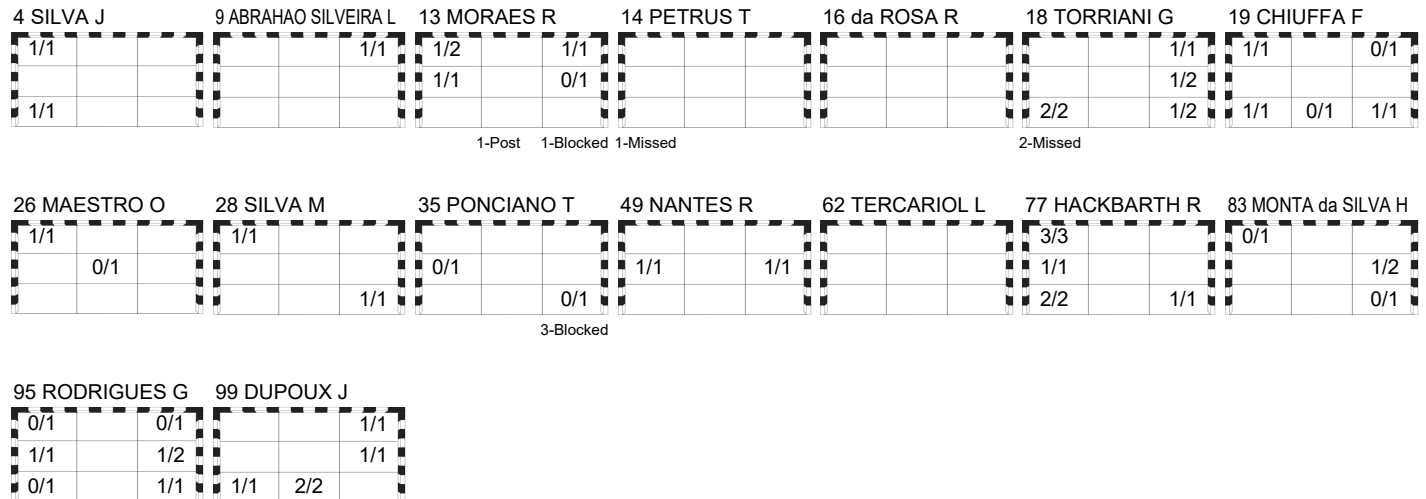 4 SILVA J 9 ABRAHAO SILVEIRA L 13 MORAES R 14 PETRUS T 16 da ROSA R 18 TORRIANI G 19 CHIUFFA F
1/1 1/1 1/2 1/1 1/1 1/1 0/1
1/1 0/1 1/2
1/1 2/2 1/2 1/1 0/1 1/1
1-Post 1-Blocked 1-Missed 2-Missed
26 MAESTRO O 28 SILVA M 35 PONCIANO T 49 NANTES R 62 TERCARIOL L 77 HACKBARTH R 83 MONTA da SILVA H
1/1 1/1 3/3 0/1
0/1 0/1 1/1 1/1 1/1 1/2
1/1 0/1 2/2 1/1 0/1
3-Blocked
95 RODRIGUES G 99 DUPOUX J
0/1 0/1 1/1
1/1 1/2 1/1
0/1 1/1 1/1 2/2